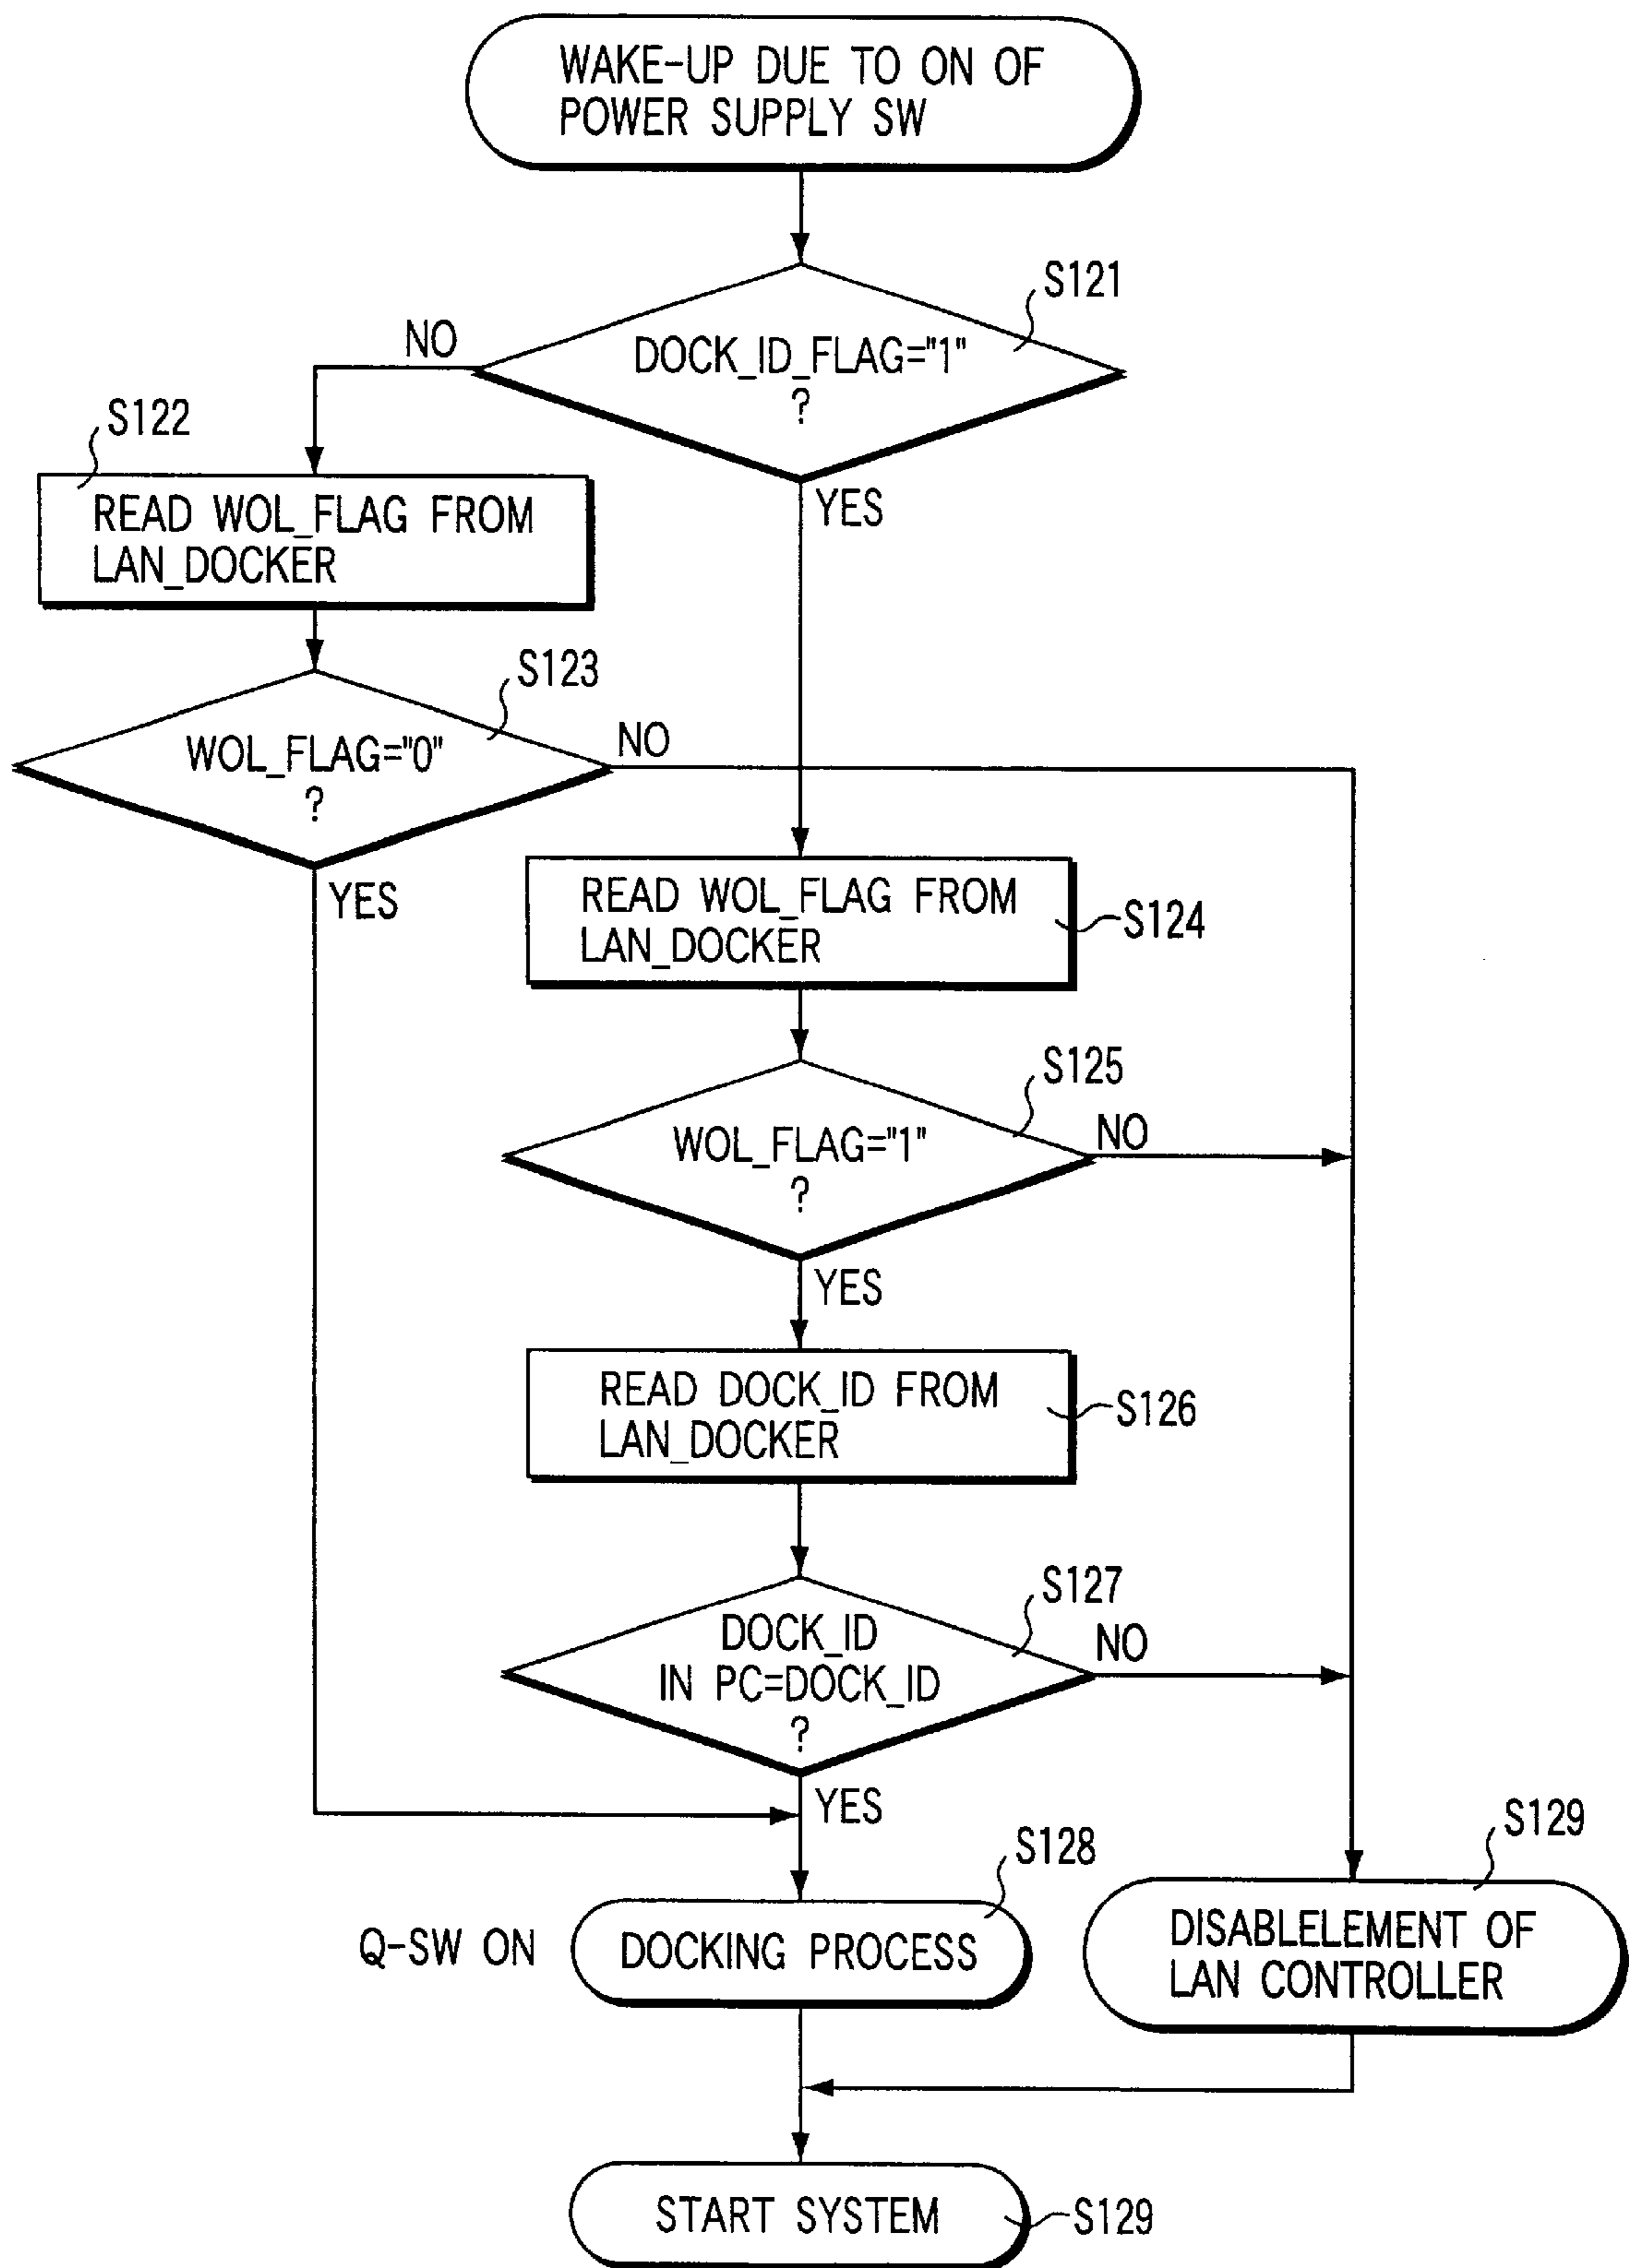 WAKE-UP DUE TO ON OF
POWER SUPPLY SW
S121
NO
DOCK_ID_FLAG="1"
?
S122
YES
READ WOL_FLAG FROM
LAN_DOCKER
S123
NO
WOL_FLAG="0"
?
YES
READ WOL_FLAG FROM
LAN_DOCKER
S124
S125
NO
WOL_FLAG="1"
?
YES
READ DOCK_ID FROM
LAN_DOCKER
S126
S127
DOCK_ID
IN PC=DOCK_ID
?
NO
YES
S128
S129
Q-SW ON
DOCKING PROCESS
DISABLELEMENT OF
LAN CONTROLLER
START SYSTEM
S129